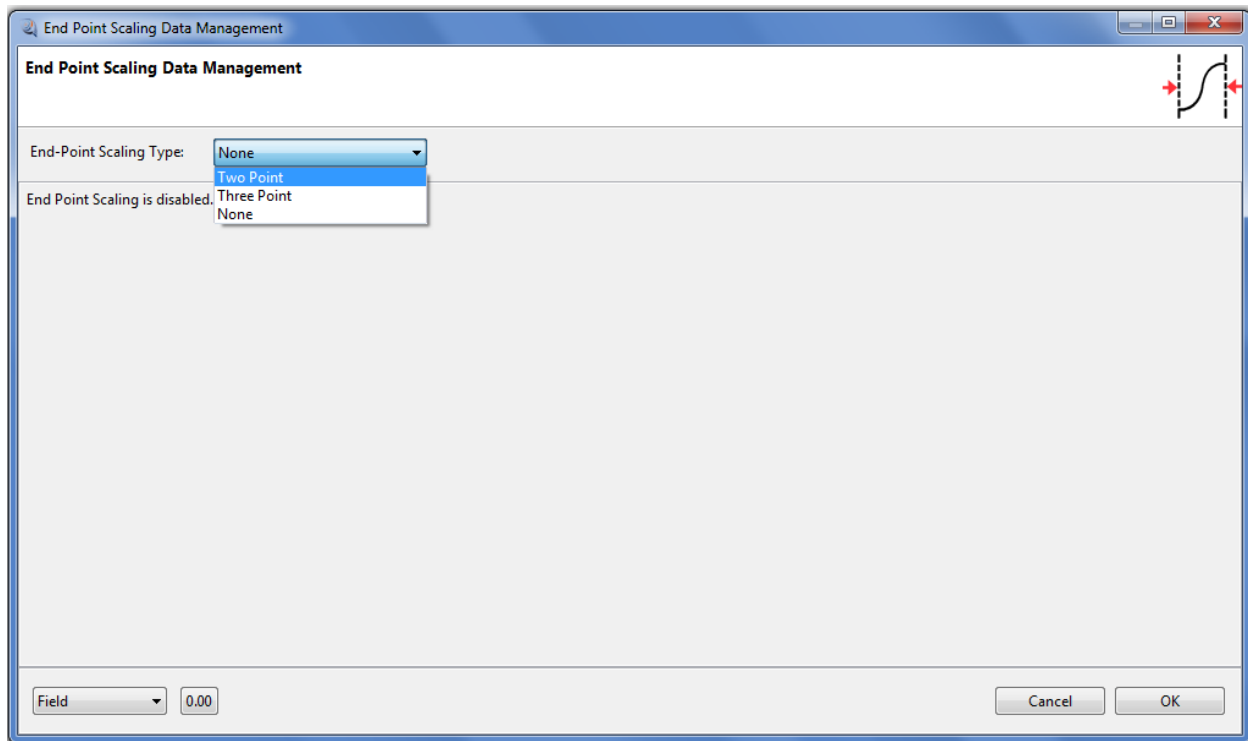 End Point Scaling Data Management
End Point Scaling Data Management
End-Point Scaling Type: None
Two Point
End Point Scaling is disabled. Three Point
None
Field 0.00 Cancel OK